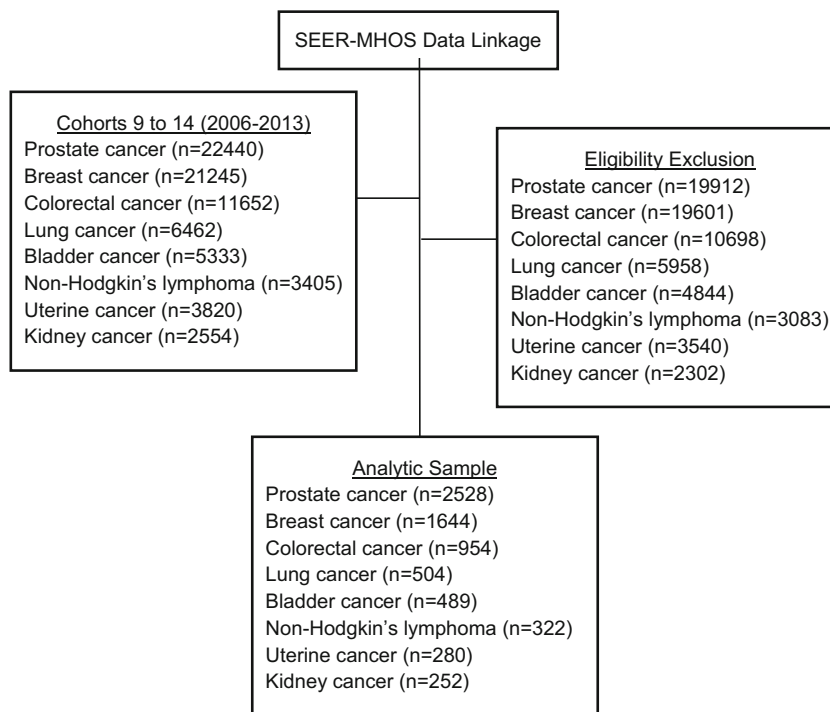 SEER-MHOS Data Linkage
Cohorts 9 to 14 (2006-2013)
Prostate cancer (n=22440)
Breast cancer (n=21245)
Colorectal cancer (n=11652)
Lung cancer (n=6462)
Bladder cancer (n=5333)
Non-Hodgkin's lymphoma (n=3405)
Uterine cancer (n=3820)
Kidney cancer (n=2554)
Eligibility Exclusion
Prostate cancer (n=19912)
Breast cancer (n=19601)
Colorectal cancer (n=10698)
Lung cancer (n=5958)
Bladder cancer (n=4844)
Non-Hodgkin's lymphoma (n=3083)
Uterine cancer (n=3540)
Kidney cancer (n=2302)
Analytic Sample
Prostate cancer (n=2528)
Breast cancer (n=1644)
Colorectal cancer (n=954)
Lung cancer (n=504)
Bladder cancer (n=489)
Non-Hodgkin's lymphoma (n=322)
Uterine cancer (n=280)
Kidney cancer (n=252)